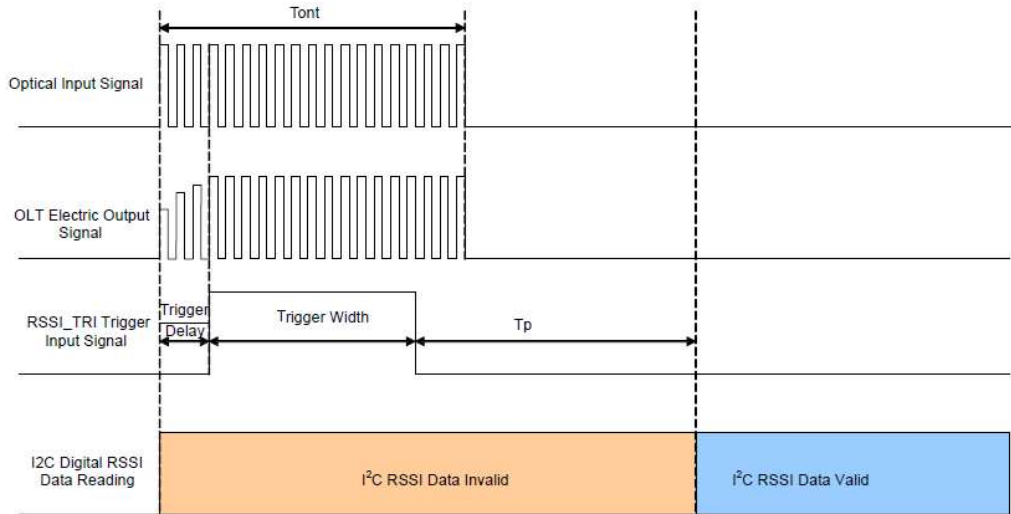 Tont
Optical Input Signal
OLT Electric Output
Signal
Trigger
Delay
RSSI_TRI Trigger
Input Signal
Trigger Width
Tp
I2C Digital RSSI
Data Reading
I²C RSSI Data Invalid
I²C RSSI Data Valid